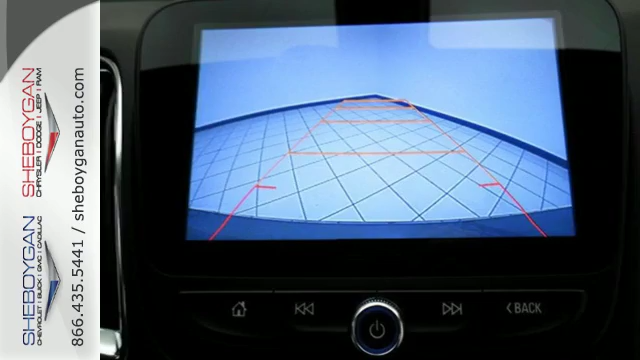 SHEBOYGAN
CHRYSLER | DODGE | JEEP | RAM
SHEBOYGAN
CHEVROLET | BUICK | GMC | CADILLAC
866.435.5441 / sheboyganauto.com
BACK